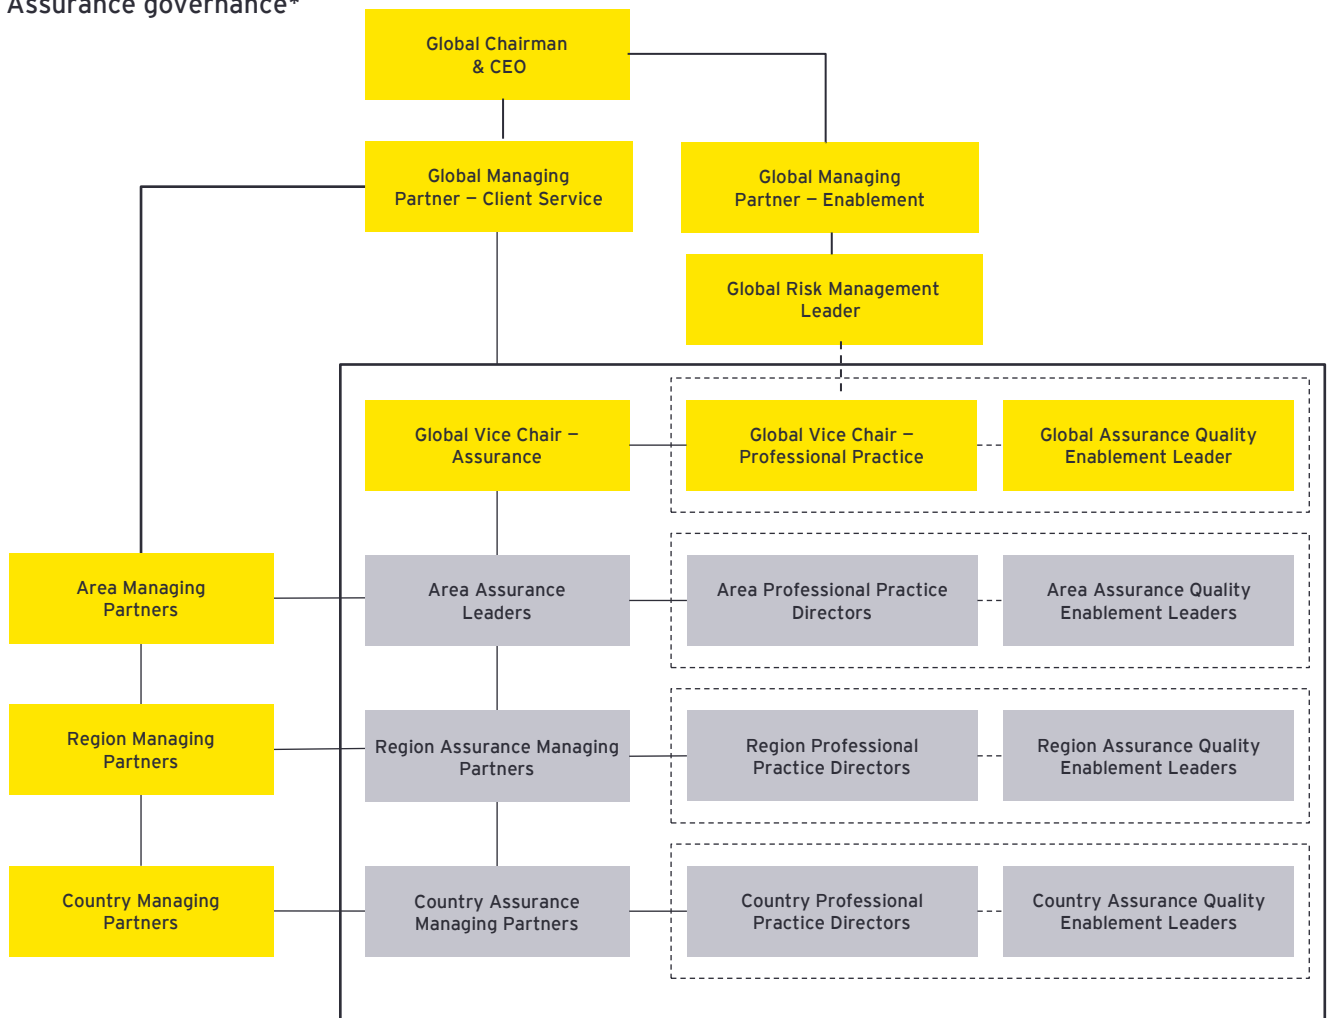 Assurance governance*
Global Chairman
& CEO
Global Managing
Partner – Client Service
Global Managing
Partner – Enablement
Global Risk Management
Leader
Global Vice Chair –
Assurance
Global Vice Chair –
Professional Practice
Global Assurance Quality
Enablement Leader
Area Managing
Partners
Area Assurance
Leaders
Area Professional Practice
Directors
Area Assurance Quality
Enablement Leaders
Region Managing
Partners
Region Assurance Managing
Partners
Region Professional
Practice Directors
Region Assurance Quality
Enablement Leaders
Country Managing
Partners
Country Assurance
Managing Partners
Country Professional
Practice Directors
Country Assurance Quality
Enablement Leaders